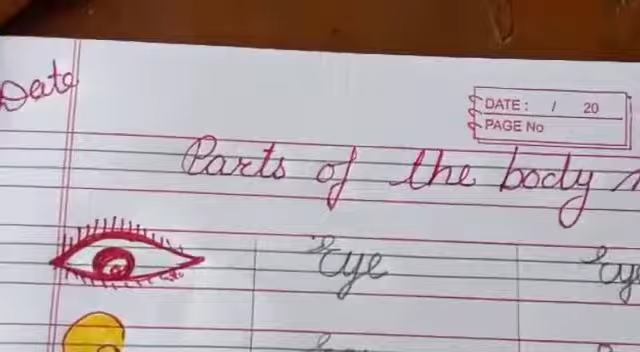 Date
DATE : / 20
PAGE No
Parts of the body
Eye